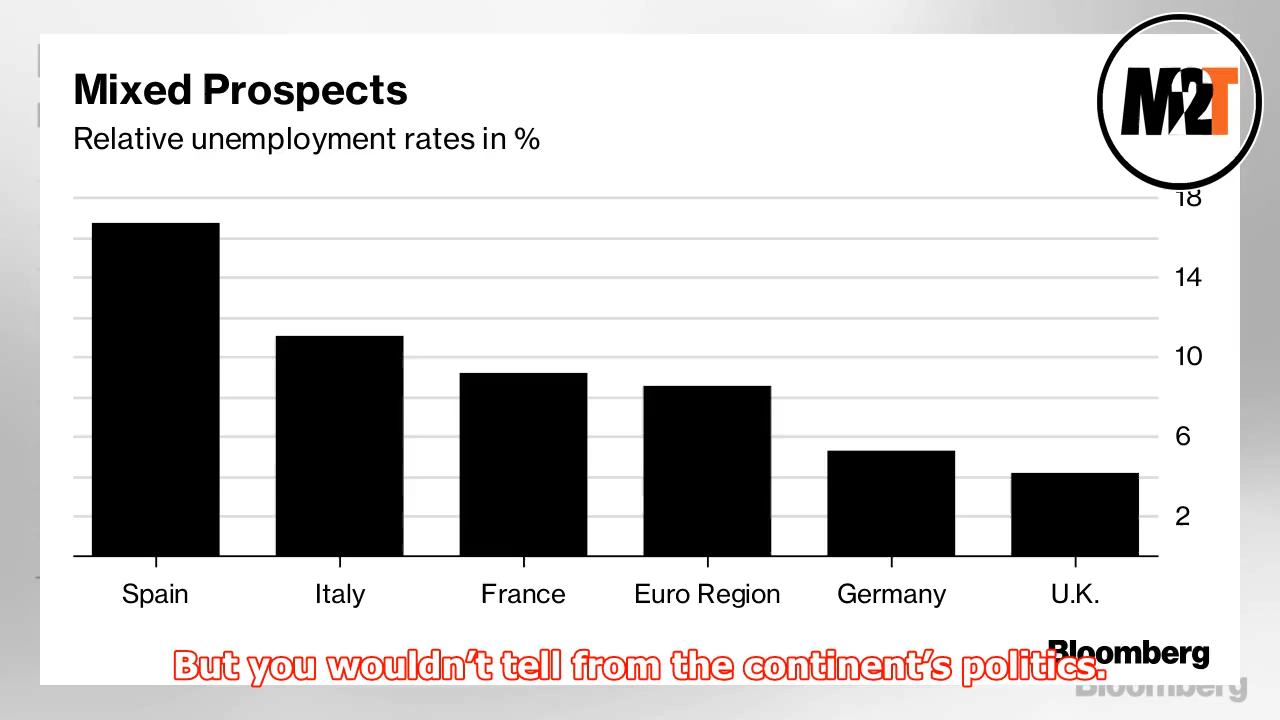 Mixed Prospects
Relative unemployment rates in %
M2T
18
14
10
6
2
Spain Italy France Euro Region Germany U.K.
Bloomberg
But you wouldn't tell from the continent's politics.
Bloomberg